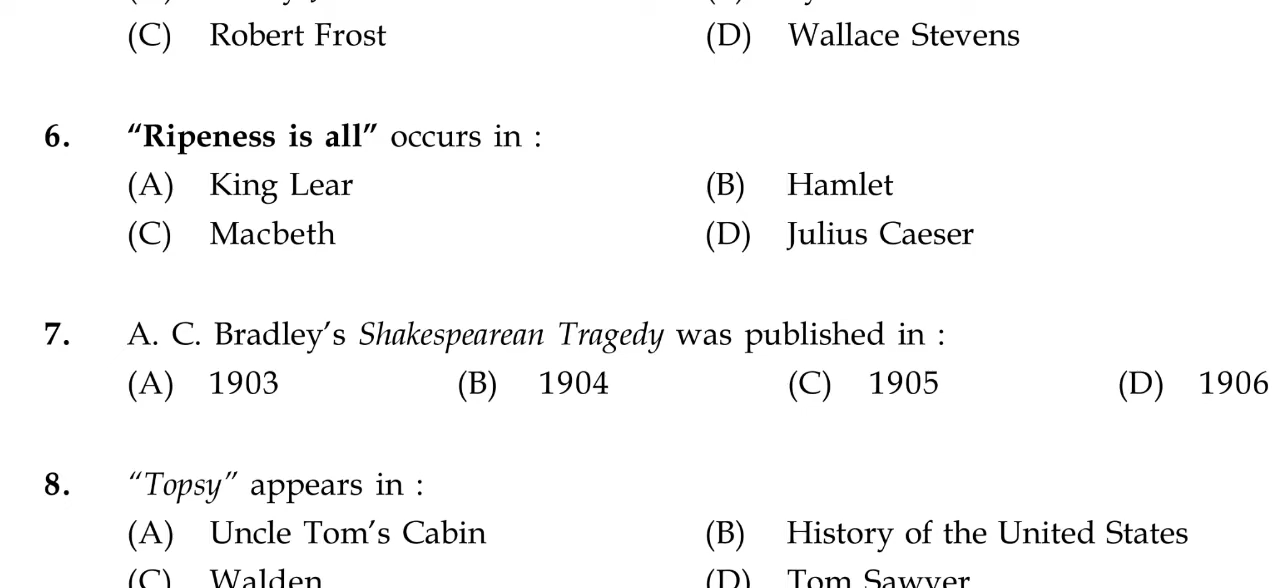 (C) Robert Frost (D) Wallace Stevens
6. “Ripeness is all” occurs in :
(A) King Lear (B) Hamlet
(C) Macbeth (D) Julius Caeser
7. A. C. Bradley’s Shakespearean Tragedy was published in :
(A) 1903 (B) 1904 (C) 1905 (D) 1906
8. “Topsy” appears in :
(A) Uncle Tom’s Cabin (B) History of the United States
(C) Walden (D) Tom Sawyer